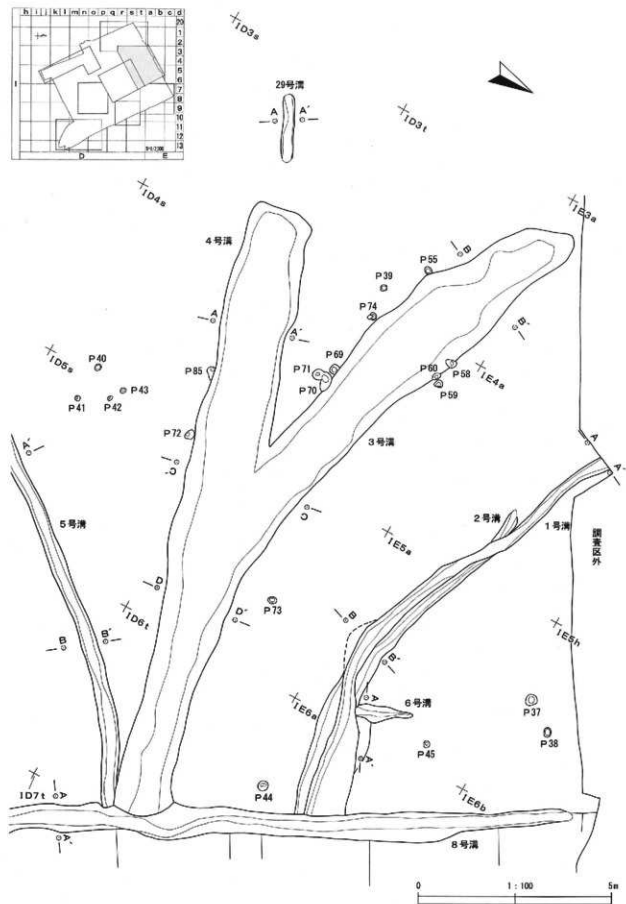 h i j k l m n o p q r s t a b c d
20
1
2
3
4
5
6
7
8
9
10
11
12
13
I
D E
ID3s
29号溝
A A'
ID3t
ID4s
IE3a
4号溝
B
P55
P39
P74
A
B'
A'
ID5s
P40
P85
P71
P69
P70
P60
P58
P59
IE4a
P43
P41
P42
P72
3号溝
A
A'
A'
C'
C
5号溝
2号溝
1号溝
IE5a
調査区外
D
P73
ID6t
D'
B
IE5h
B
B'
B'
A
6号溝
IE6a
P37
P38
A'
P45
ID7t
A
P44
IE6b
A'
8号溝
0 1:100 5m